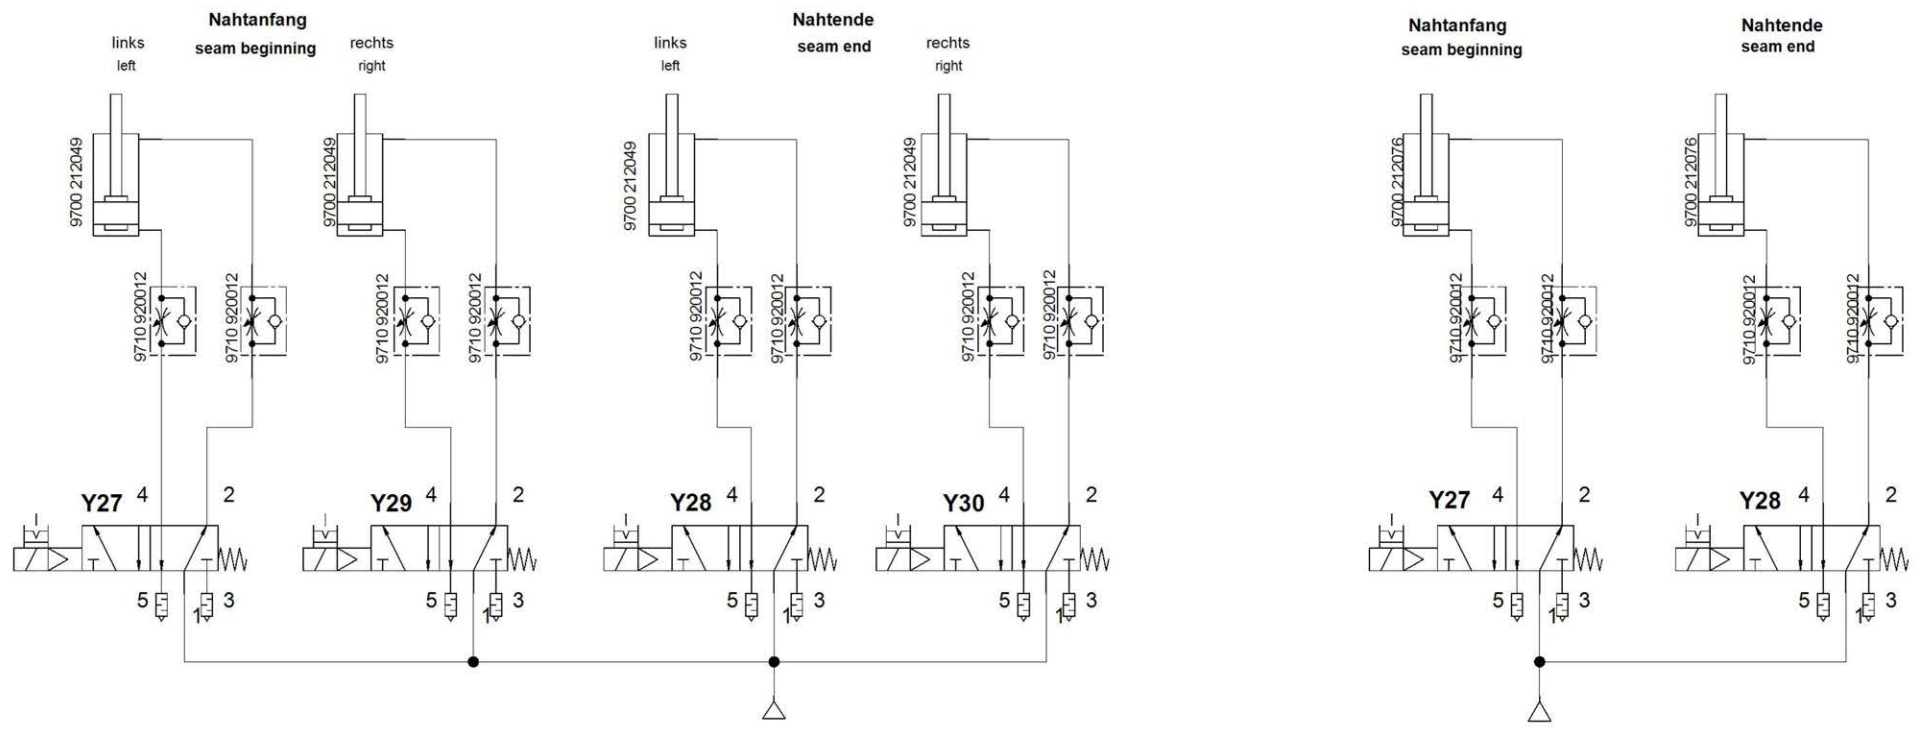 Nahtanfang
seam beginning
links
left
rechts
right
Nahtende
seam end
links
left
rechts
right
Nahtanfang
seam beginning
Nahtende
seam end
9700 212049
9700 212049
9700 212049
9700 212049
9700 212076
9700 212076
9710 920012
9710 920012
9710 920012
9710 920012
9710 920012
9710 920012
9710 920012
9710 920012
9710 920012
9710 920012
9710 920012
9710 920012
Y27 4 2
Y29 4 2
Y28 4 2
Y30 4 2
Y27 4 2
Y28 4 2
5 1 3
5 1 3
5 1 3
5 1 3
5 1 3
5 1 3